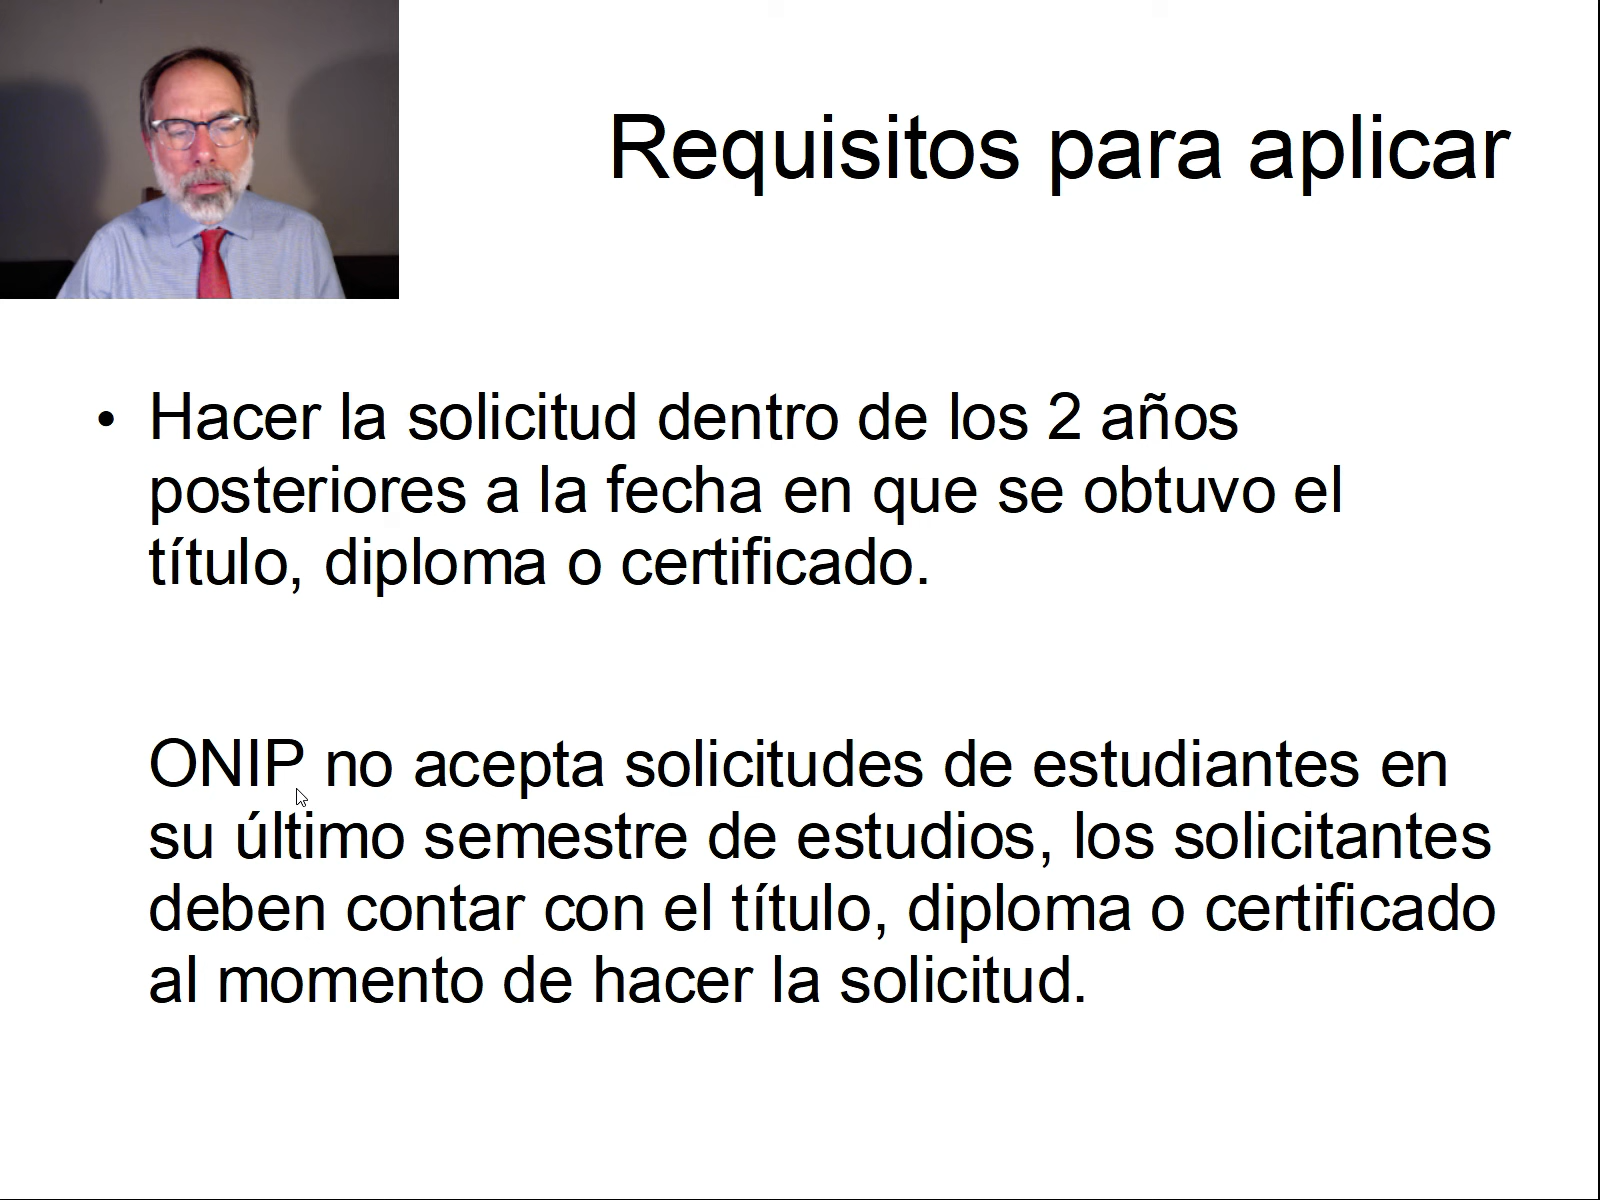 Requisitos para aplicar
• Hacer la solicitud dentro de los 2 años
posteriores a la fecha en que se obtuvo el
título, diploma o certificado.
ONIP no acepta solicitudes de estudiantes en
su último semestre de estudios, los solicitantes
deben contar con el título, diploma o certificado
al momento de hacer la solicitud.